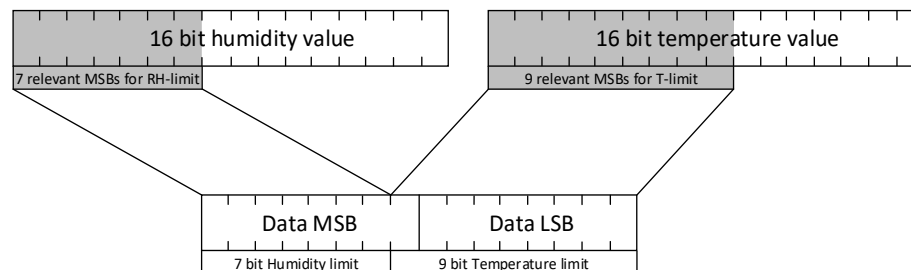 16 bit humidity value
16 bit temperature value
7 relevant MSBs for RH-limit
9 relevant MSBs for T-limit
Data MSB
Data LSB
7 bit Humidity limit
9 bit Temperature limit